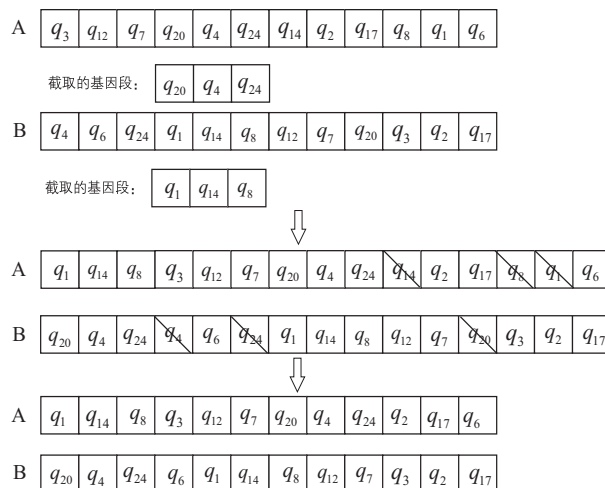 A q₃ q₁₂ q₇ q₂₀ q₄ q₂₄ q₁₄ q₂ q₁₇ q₈ q₁ q₆
截取的基因段： q₂₀ q₄ q₂₄
B q₄ q₆ q₂₄ q₁ q₁₄ q₈ q₁₂ q₇ q₂₀ q₃ q₂ q₁₇
截取的基因段： q₁ q₁₄ q₈
A q₁ q₁₄ q₈ q₃ q₁₂ q₇ q₂₀ q₄ q₂₄ q₁₄ q₂ q₁₇ q₈ q₁ q₆
B q₂₀ q₄ q₂₄ q₄ q₆ q₂₄ q₁ q₁₄ q₈ q₁₂ q₇ q₂₀ q₃ q₂ q₁₇
A q₁ q₁₄ q₈ q₃ q₁₂ q₇ q₂₀ q₄ q₂₄ q₂ q₁₇ q₆
B q₂₀ q₄ q₂₄ q₆ q₁ q₁₄ q₈ q₁₂ q₇ q₃ q₂ q₁₇